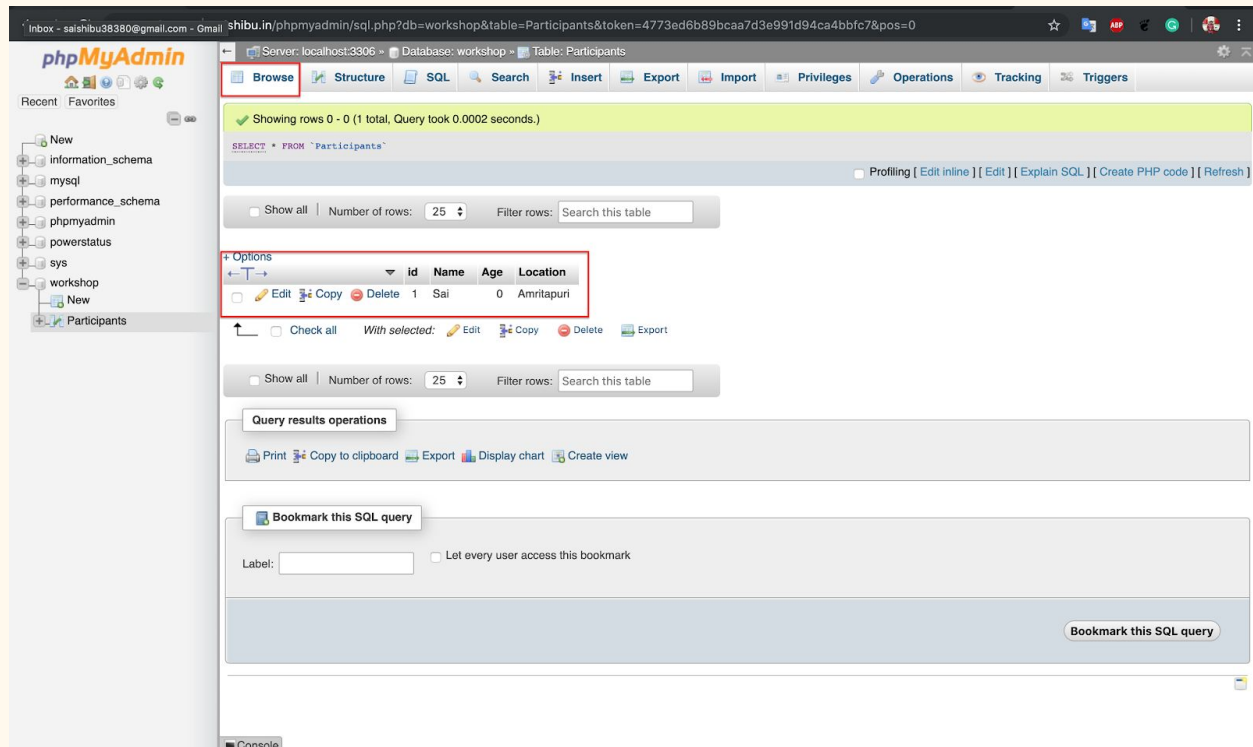 Inbox - saishibu38380@gmail.com - Gmail
shibu.in/phpmyadmin/sql.php?db=workshop&table=Participants&token=4773ed6b89bcaa7d3e991d94ca4bbfc7&pos=0
ABP
G
phpMyAdmin
Recent Favorites
New
information_schema
mysql
performance_schema
phpmyadmin
powerstatus
sys
workshop
New
Participants
Server: localhost:3306 » Database: workshop » Table: Participants
Browse Structure SQL Search Insert Export Import Privileges Operations Tracking Triggers
Showing rows 0 - 0 (1 total, Query took 0.0002 seconds.)
SELECT * FROM `Participants`
Profiling [ Edit inline ] [ Edit ] [ Explain SQL ] [ Create PHP code ] [ Refresh ]
Show all | Number of rows: 25 Filter rows: Search this table
+ Options
←T→ id Name Age Location
Edit Copy Delete 1 Sai 0 Amritapuri
Check all With selected: Edit Copy Delete Export
Show all | Number of rows: 25 Filter rows: Search this table
Query results operations
Print Copy to clipboard Export Display chart Create view
Bookmark this SQL query
Label: Let every user access this bookmark
Bookmark this SQL query
Console